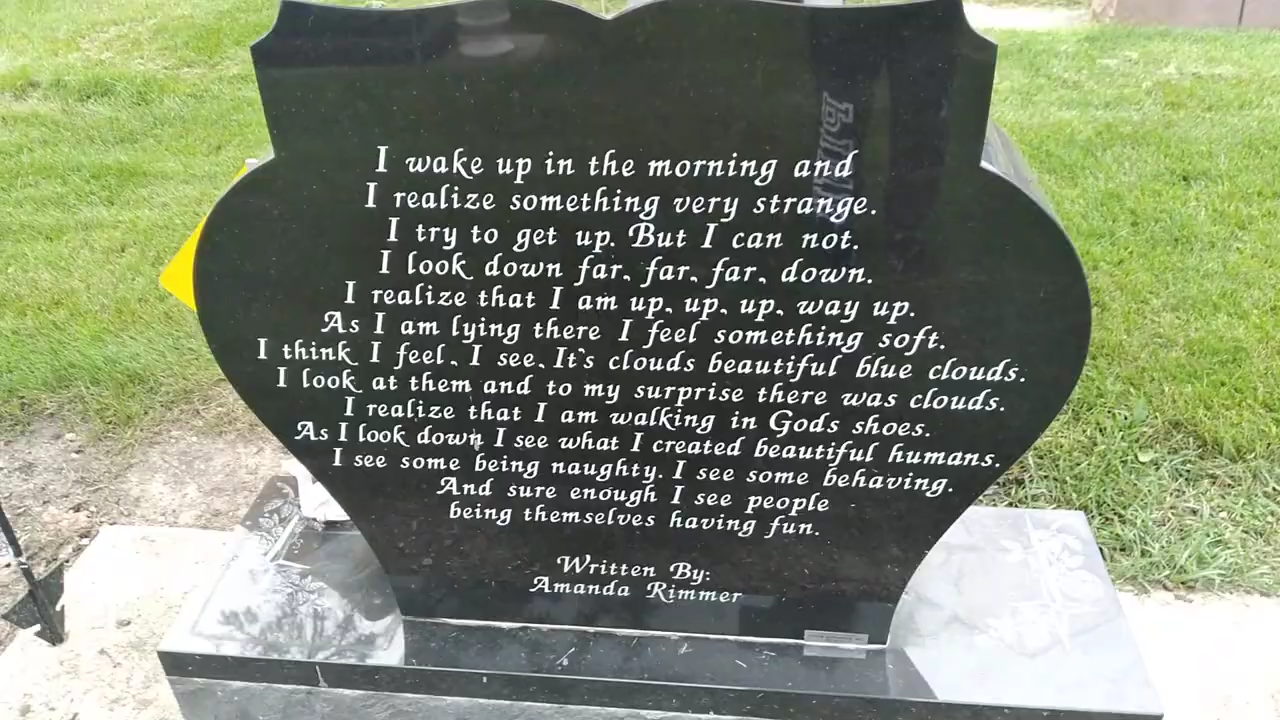 I wake up in the morning and
I realize something very strange.
I try to get up. But I can not.
I look down far, far, far, down.
I realize that I am up, up, up, way up.
As I am lying there I feel something soft.
I think I feel, I see, It's clouds beautiful blue clouds.
I look at them and to my surprise there was clouds.
I realize that I am walking in Gods shoes.
As I look down I see what I created beautiful humans.
I see some being naughty. I see some behaving.
And sure enough I see people
being themselves having fun.
Written By:
Amanda Rimmer